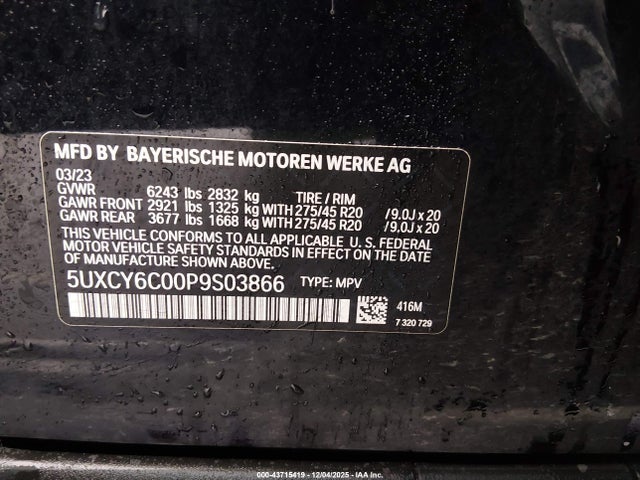 MFD BY BAYERISCHE MOTOREN WERKE AG
03/23
GVWR 6243 lbs 2832 kg TIRE / RIM
GAWR FRONT 2921 lbs 1325 kg WITH 275/45 R20 /9.0J x 20
GAWR REAR 3677 lbs 1668 kg WITH 275/45 R20 /9.0J x 20
THIS VEHICLE CONFORMS TO ALL APPLICABLE U. S. FEDERAL
MOTOR VEHICLE SAFETY STANDARDS IN EFFECT ON THE
DATE OF MANUFACTURE SHOWN ABOVE.
5UXCY6C00P9S03866 TYPE: MPV
416M
7 320 729
000-43715419 - 12/04/2025 - IAA Inc.